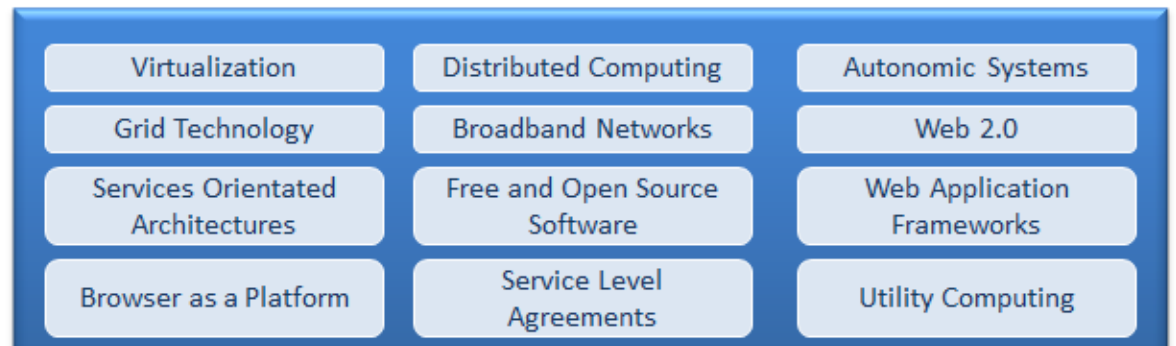 Virtualization
Distributed Computing
Autonomic Systems
Grid Technology
Broadband Networks
Web 2.0
Services Orientated
Architectures
Free and Open Source
Software
Web Application
Frameworks
Browser as a Platform
Service Level
Agreements
Utility Computing